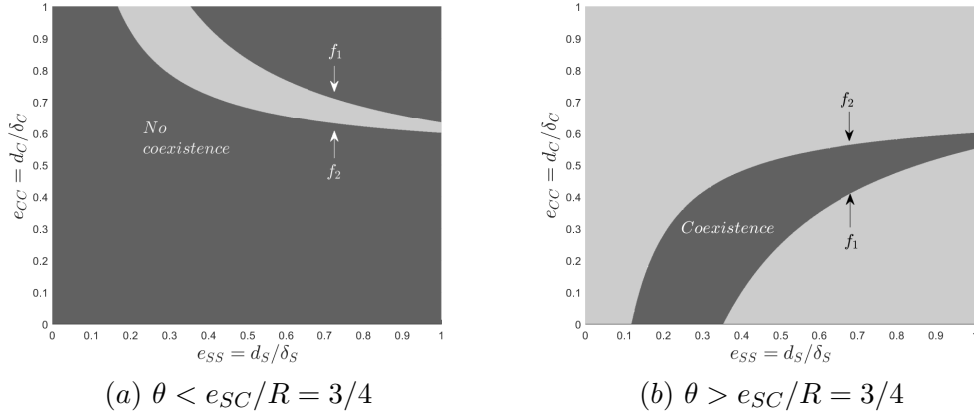 1
0.9
0.8
0.7
0.6
0.5
0.4
0.3
0.2
0.1
0
0 0.1 0.2 0.3 0.4 0.5 0.6 0.7 0.8 0.9 1
e_{CC} = d_C/δ_C
e_{SS} = d_S/δ_S
f_1
f_2
No
coexistence
(a) θ < e_{SC}/R = 3/4
1
0.9
0.8
0.7
0.6
0.5
0.4
0.3
0.2
0.1
0
0 0.1 0.2 0.3 0.4 0.5 0.6 0.7 0.8 0.9 1
e_{CC} = d_C/δ_C
e_{SS} = d_S/δ_S
f_2
f_1
Coexistence
(b) θ > e_{SC}/R = 3/4